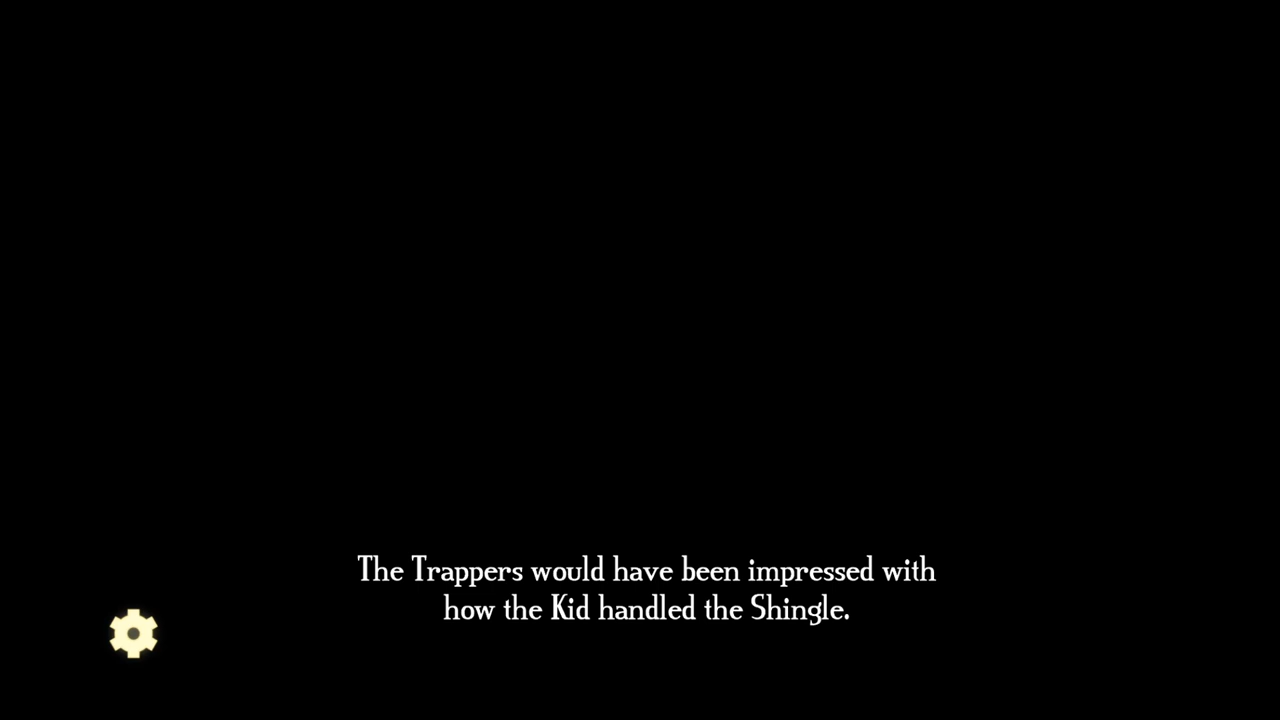 The Trappers would have been impressed with
how the Kid handled the Shingle.